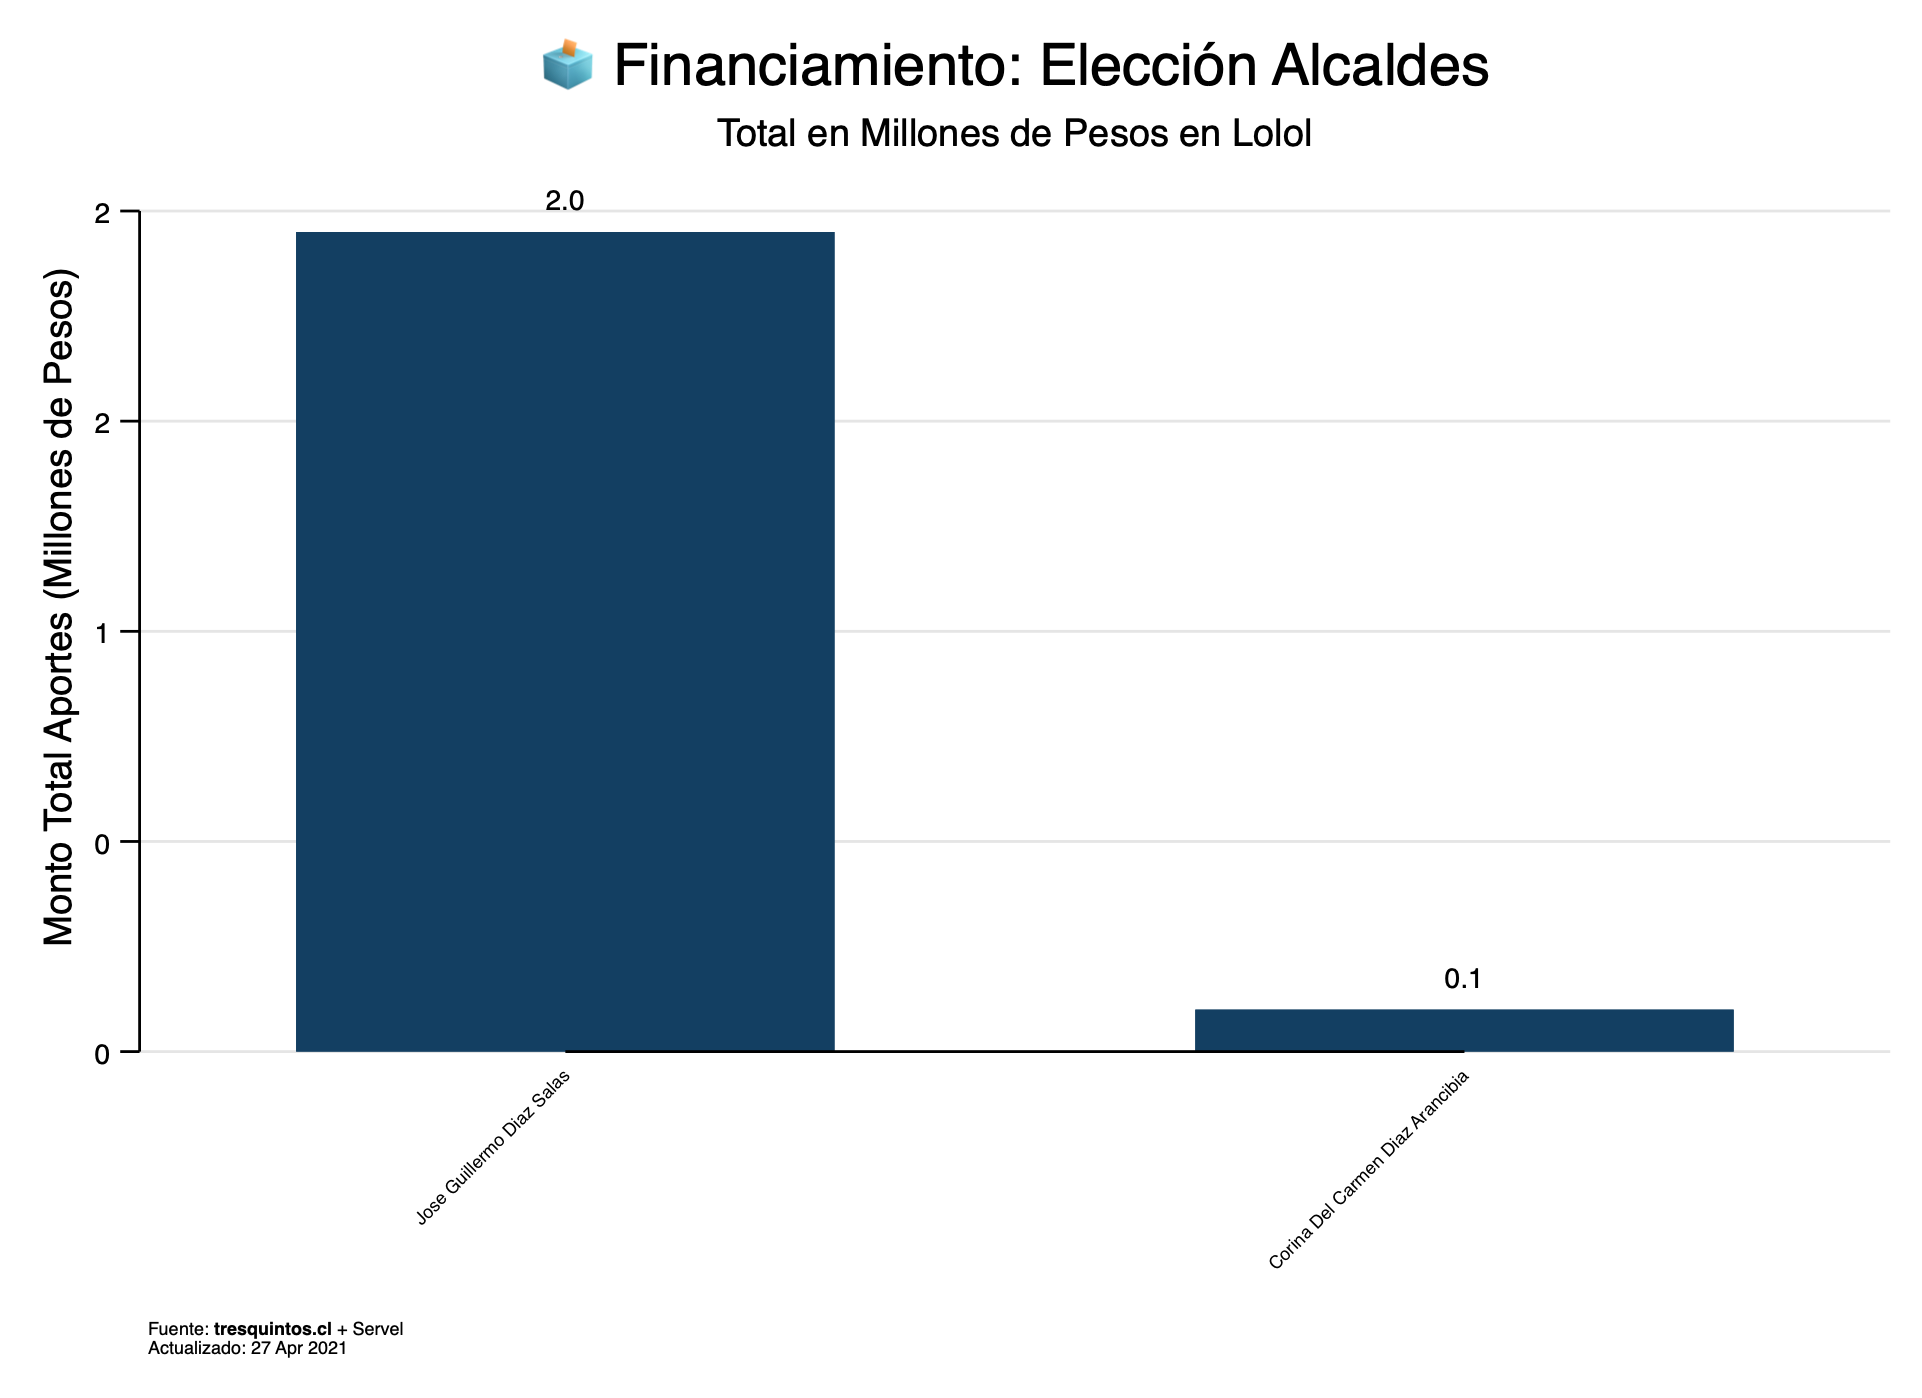 Financiamiento: Elección Alcaldes
Total en Millones de Pesos en Lolol
Monto Total Aportes (Millones de Pesos)
2
2
1
0
0
2.0
0.1
Jose Guillermo Diaz Salas
Corina Del Carmen Diaz Arancibia
Fuente: tresquintos.cl + Servel
Actualizado: 27 Apr 2021